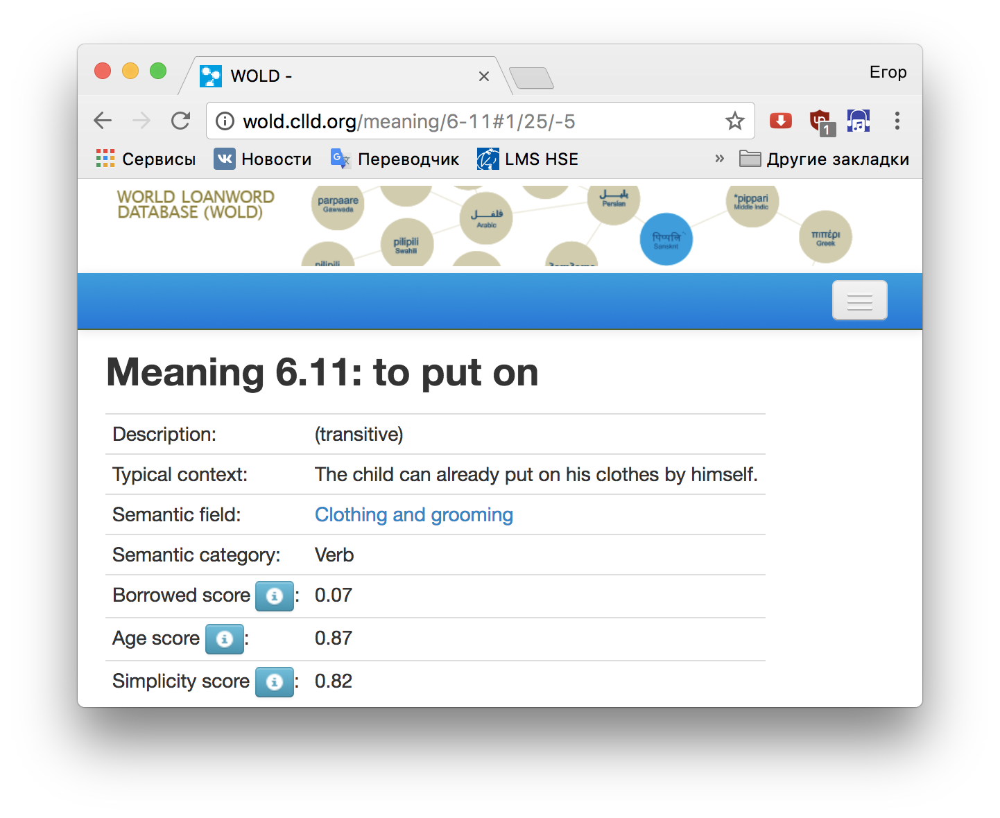 WOLD -
Егор
wold.clld.org/meaning/6-11#1/25/-5
1
Сервисы
Новости
Переводчик
LMS HSE
»
Другие закладки
WORLD LOANWORD
DATABASE (WOLD)
parpaare
Gawwada
pilipili
Swahili
pilipili
فلفل
Arabic
پلپل
Persian
पिप्पलि
Sanskrit
*pippari
Middle Indic
πιπέρι
Greek
Meaning 6.11: to put on
Description: (transitive)
Typical context: The child can already put on his clothes by himself.
Semantic field: Clothing and grooming
Semantic category: Verb
Borrowed score : 0.07
Age score : 0.87
Simplicity score : 0.82